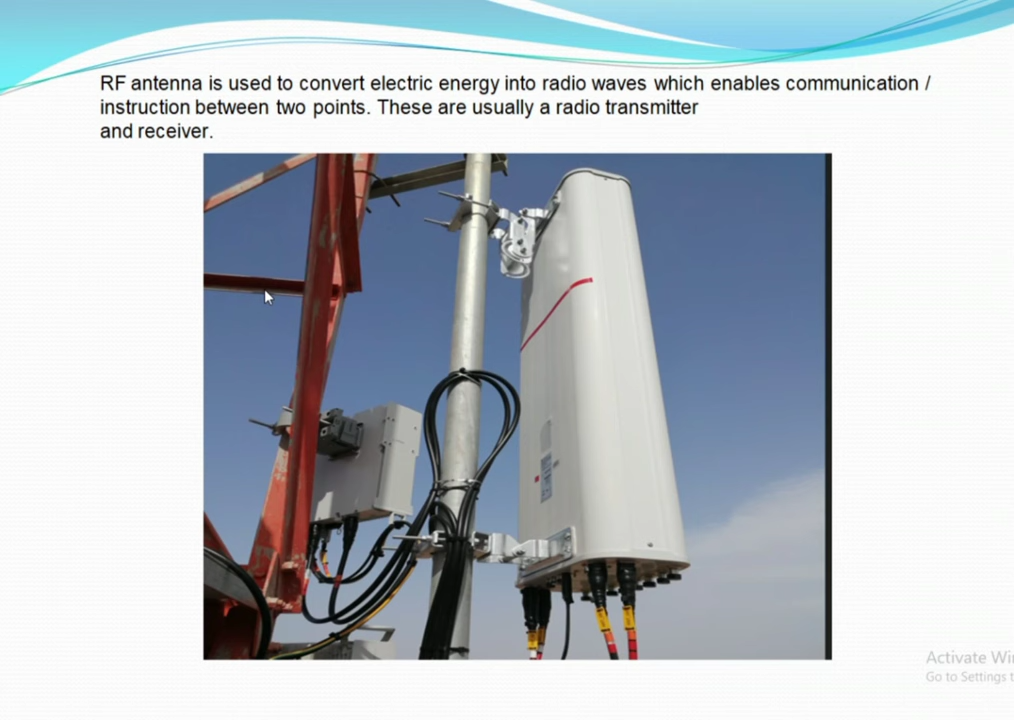 RF antenna is used to convert electric energy into radio waves which enables communication /
instruction between two points. These are usually a radio transmitter
and receiver.
Activate Wi
Go to Settings t